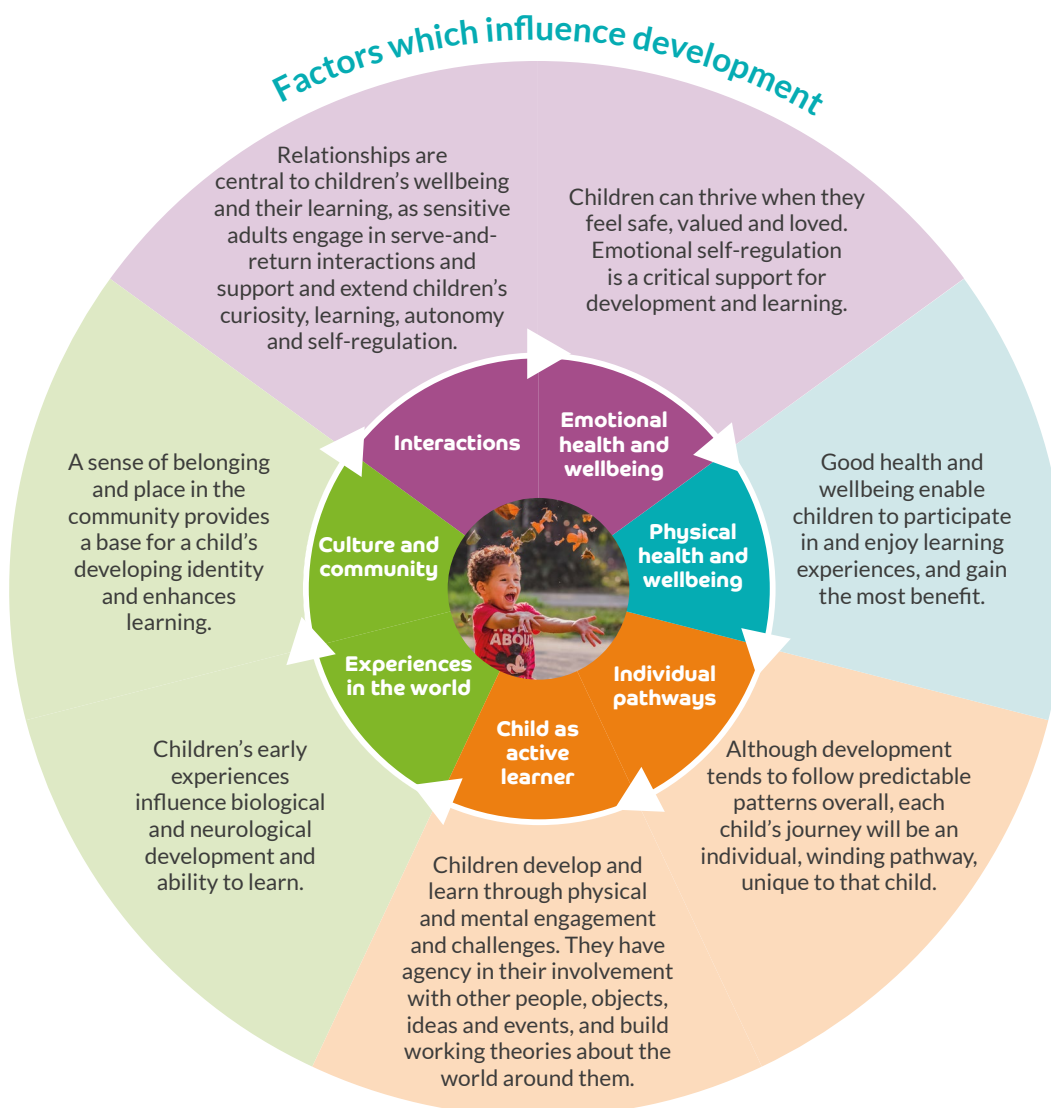 Factors which influence development
Relationships are
central to children’s wellbeing
and their learning, as sensitive
adults engage in serve-and-
return interactions and
support and extend children’s
curiosity, learning, autonomy
and self-regulation.
Children can thrive when they
feel safe, valued and loved.
Emotional self-regulation
is a critical support for
development and learning.
Interactions
Emotional
health and
wellbeing
A sense of belonging
and place in the
community provides
a base for a child’s
developing identity
and enhances
learning.
Culture and
community
Physical
health and
wellbeing
Good health and
wellbeing enable
children to participate
in and enjoy learning
experiences, and gain
the most benefit.
ABOU
Experiences
in the world
Individual
pathways
Child as
active
learner
Children’s early
experiences
influence biological
and neurological
development and
ability to learn.
Although development
tends to follow predictable
patterns overall, each
child’s journey will be an
individual, winding pathway,
unique to that child.
Children develop and
learn through physical
and mental engagement
and challenges. They have
agency in their involvement
with other people, objects,
ideas and events, and build
working theories about the
world around them.